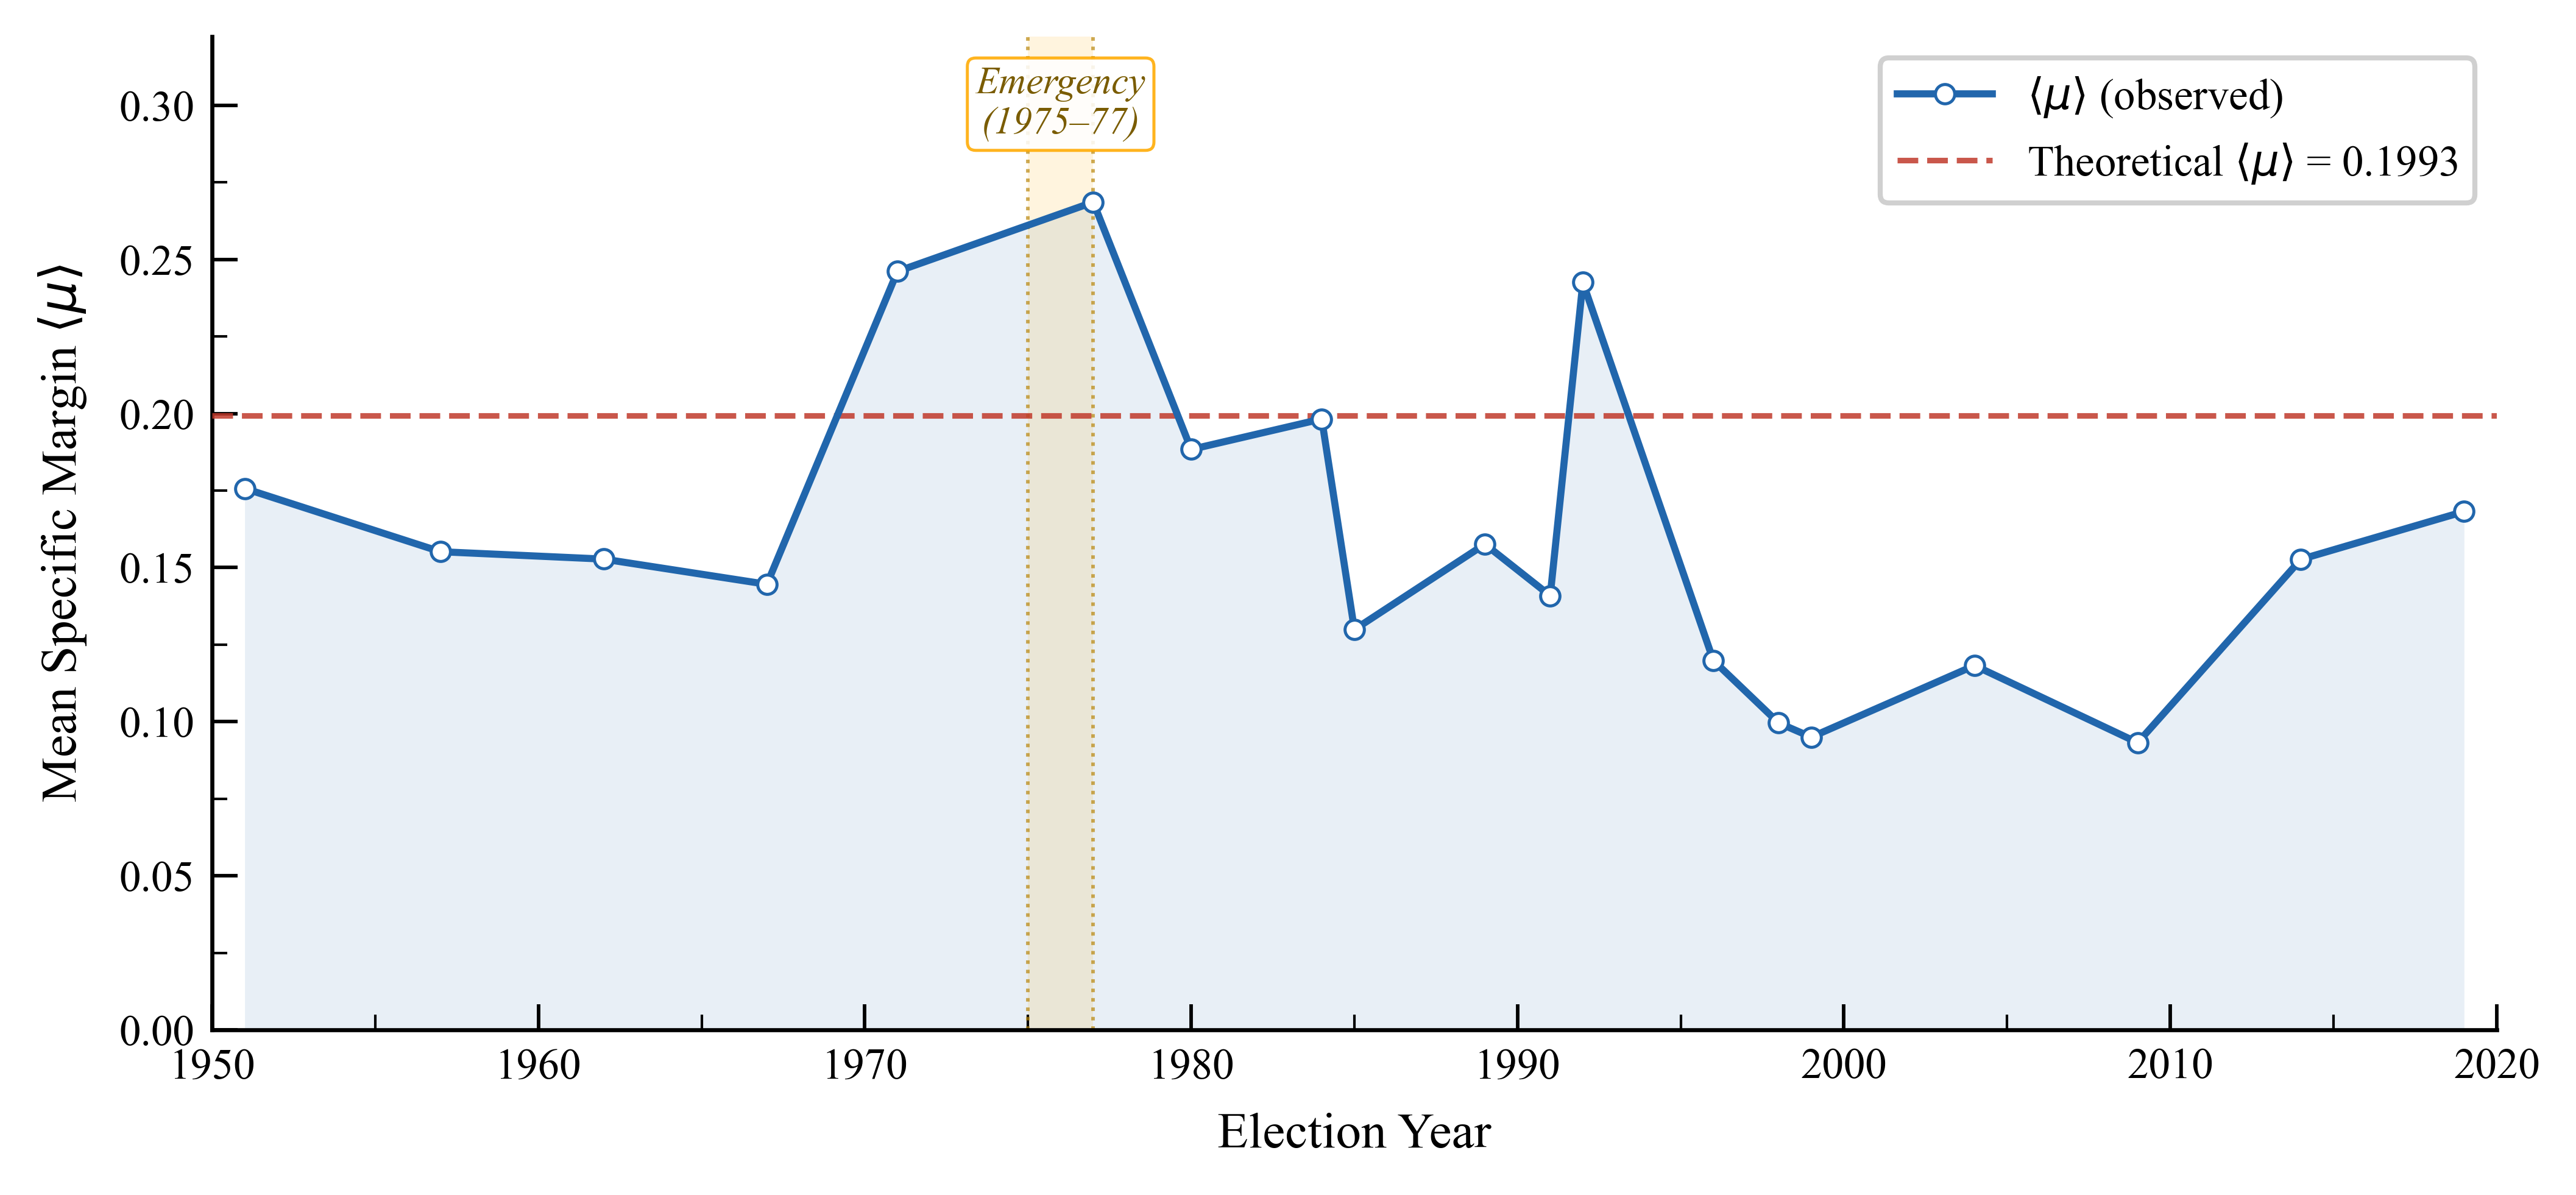 Emergency
(1975–77)
⟨μ⟩ (observed)
Theoretical ⟨μ⟩ = 0.1993
Mean Specific Margin ⟨μ⟩
0.30
0.25
0.20
0.15
0.10
0.05
0.00
1950 1960 1970 1980 1990 2000 2010 2020
Election Year